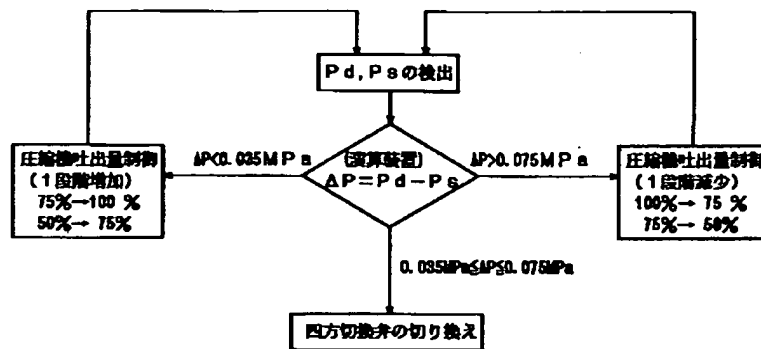 Pd,Psの検出
圧縮機吐出量制御
(1段階増加)
75%→100 %
50%→ 75%
ΔP<0.035MPa
(演算装置)
ΔP=Pd-Ps
ΔP>0.075MPa
圧縮機吐出量制御
(1段階減少)
100%→ 75 %
75%→ 50%
0.035MPa≦ΔP≦0.075MPa
四方切換弁の切り換え